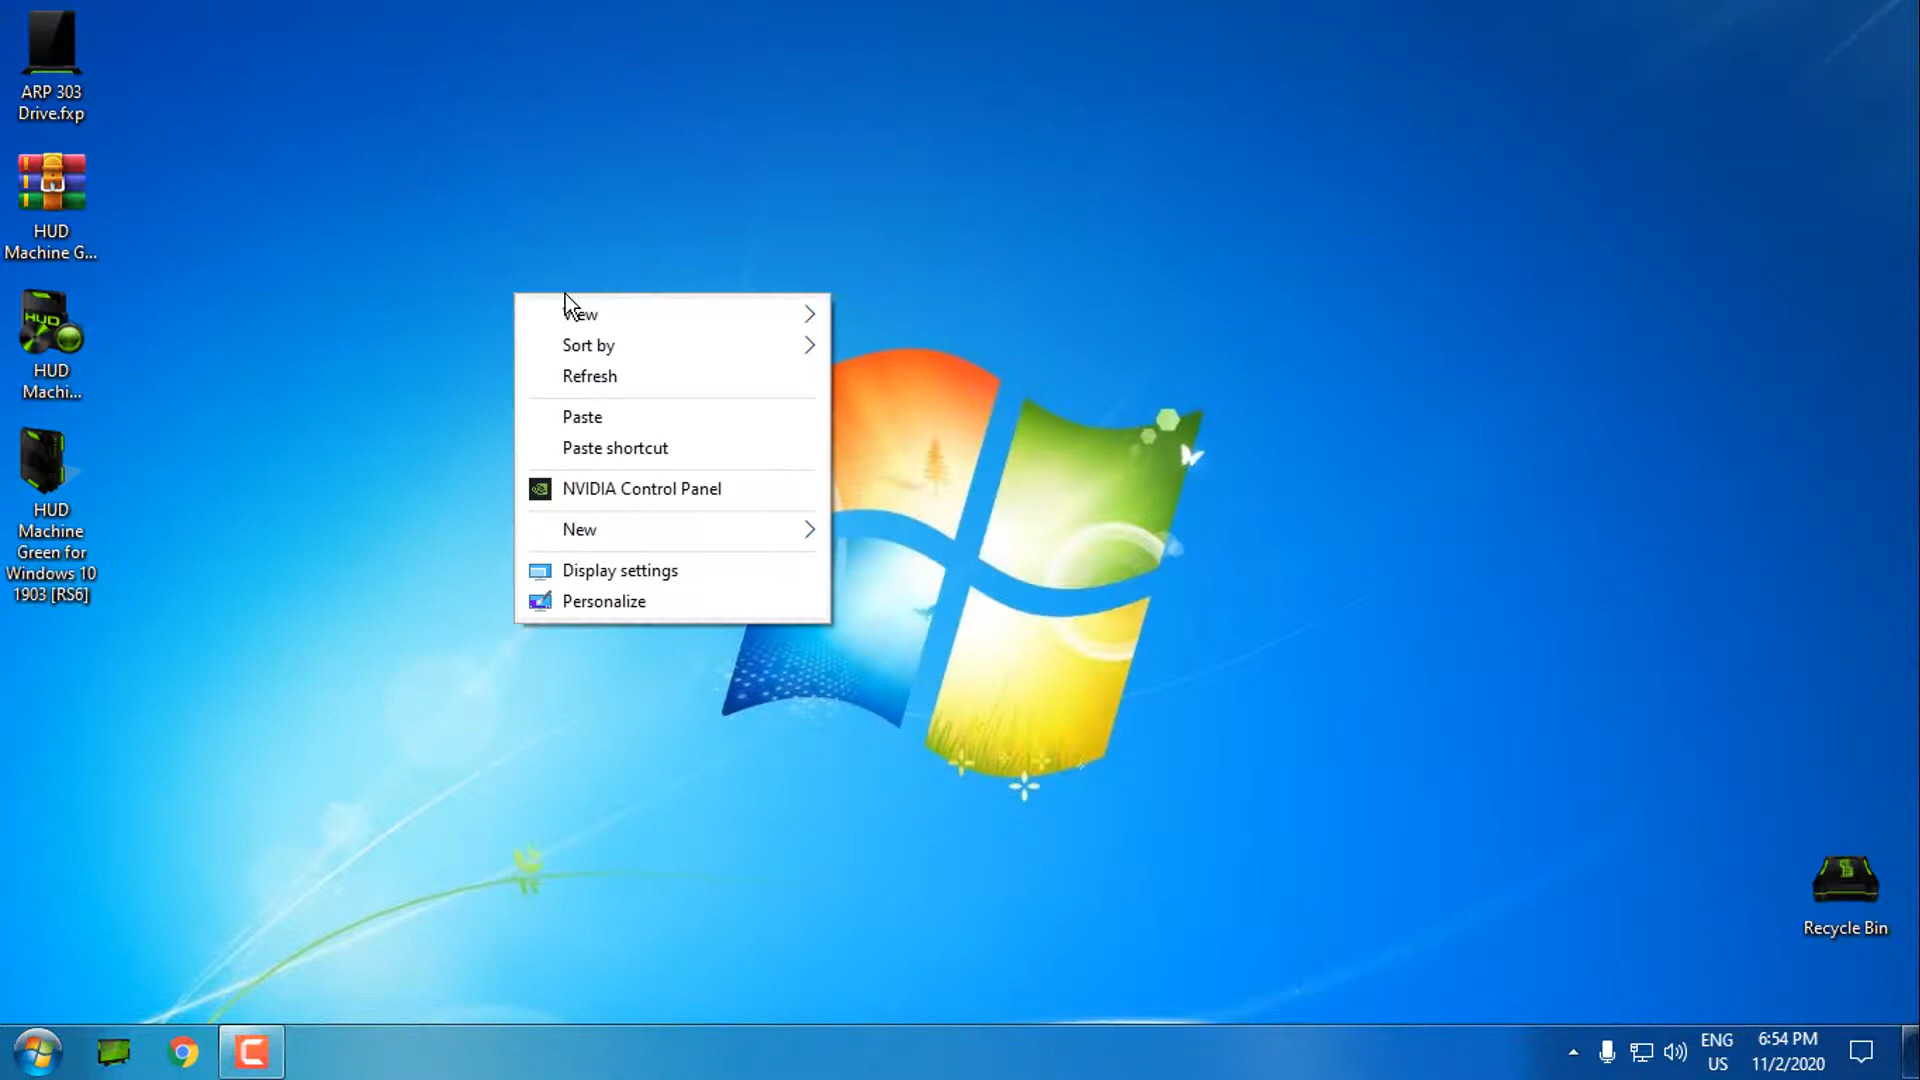 ARP 303
Drive.fxp
HUD
Machine G...
HUD
HUD
Machi...
HUD
Machine
Green for
Windows 10
1903 [RS6]
View
Sort by
Refresh
Paste
Paste shortcut
NVIDIA Control Panel
New
Display settings
Personalize
Recycle Bin
ENG
US
6:54 PM
11/2/2020